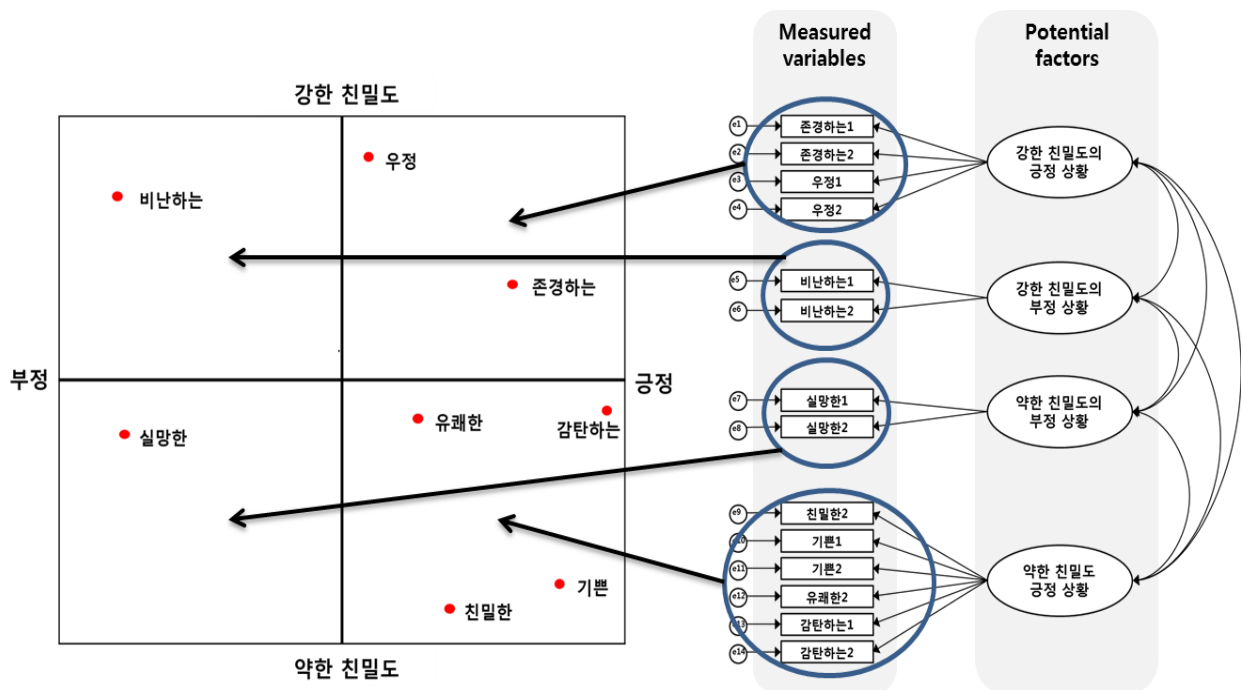 강한 친밀도
우정
비난하는
존경하는
부정
긍정
실망한
유쾌한
감탄하는
기쁜
친밀한
약한 친밀도
Measured
variables
e1
존경하는1
e2
존경하는2
e3
우정1
e4
우정2
e5
비난하는1
e6
비난하는2
e7
실망한1
e8
실망한2
e9
친밀한2
e10
기쁜1
e11
기쁜2
e12
유쾌한2
e13
감탄하는1
e14
감탄하는2
Potential
factors
강한 친밀도의
긍정 상황
강한 친밀도의
부정 상황
약한 친밀도의
부정 상황
약한 친밀도
긍정 상황